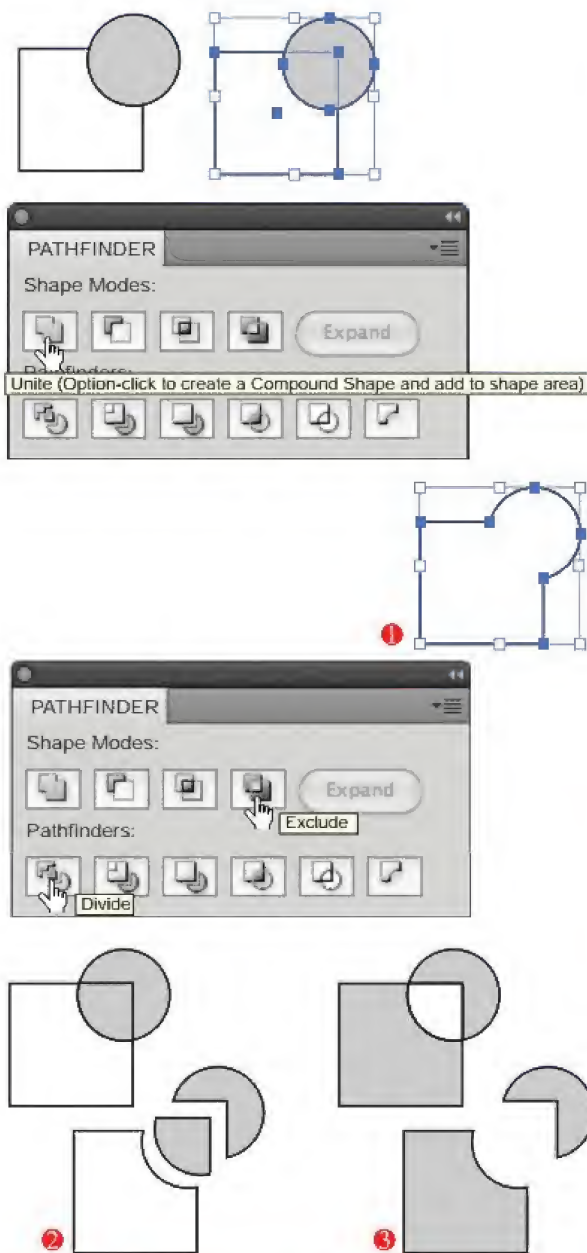 PATHFINDER
Shape Modes:
Expand
Pathfinders:
Unite (Option-click to create a Compound Shape and add to shape area)
1
PATHFINDER
Shape Modes:
Expand
Exclude
Pathfinders:
Divide
2
3